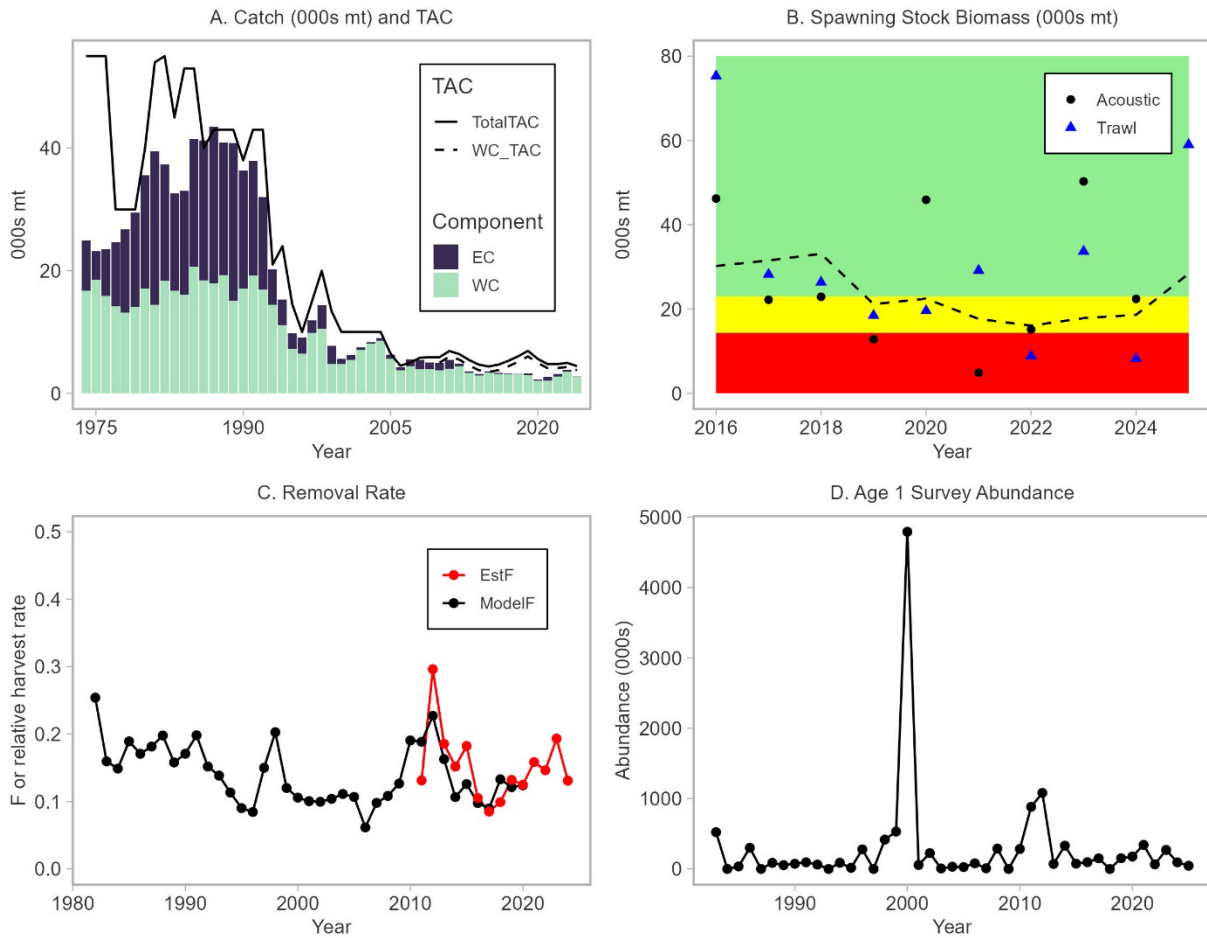 A. Catch (000s mt) and TAC
000s mt
40
20
0
1975
1990
2005
2020
Year
TAC
TotalTAC
WC_TAC
Component
EC
WC
B. Spawning Stock Biomass (000s mt)
000s mt
80
60
40
20
0
2016
2018
2020
2022
2024
Year
Acoustic
Trawl
C. Removal Rate
F or relative harvest rate
0.5
0.4
0.3
0.2
0.1
0.0
1980
1990
2000
2010
2020
Year
EstF
ModelF
D. Age 1 Survey Abundance
Abundance (000s)
5000
4000
3000
2000
1000
0
1990
2000
2010
2020
Year